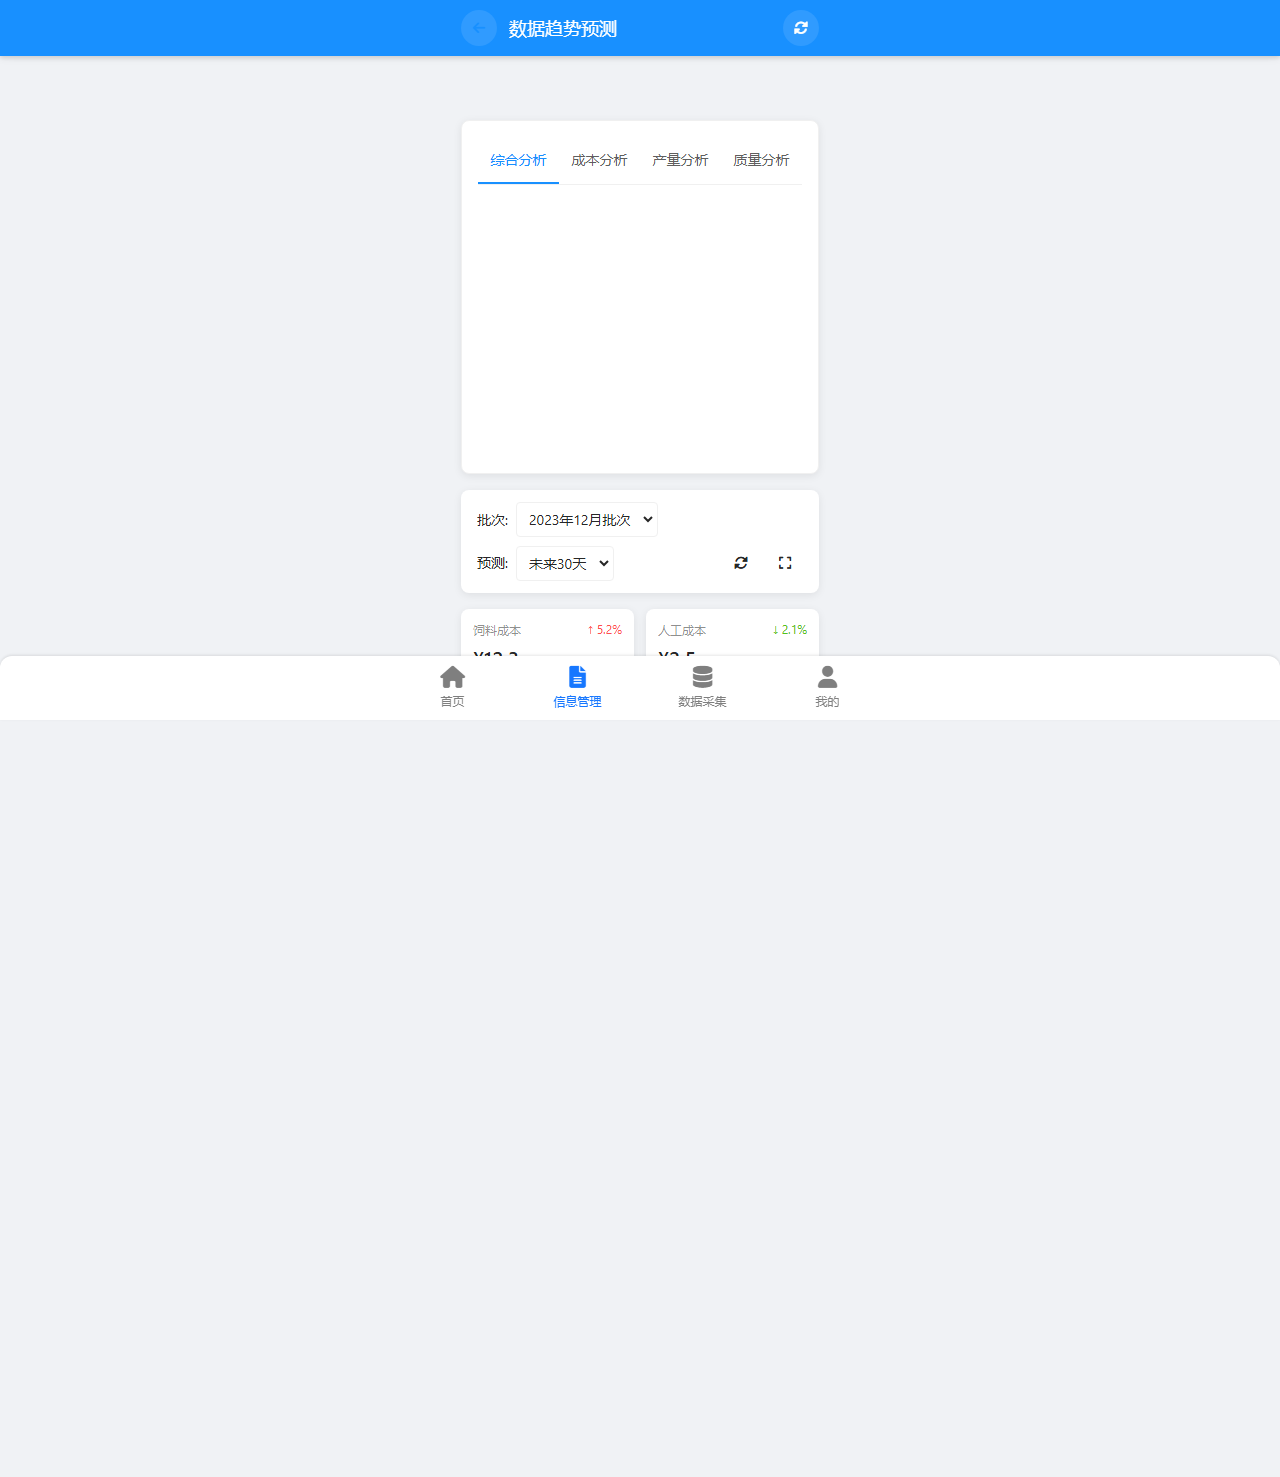 数据趋势预测
综合分析 成本分析 产量分析 质量分析
批次: 2023年12月批次
预测: 未来30天
饲料成本 ↑ 5.2% 人工成本 ↓ 2.1%
首页 信息管理 数据采集 我的